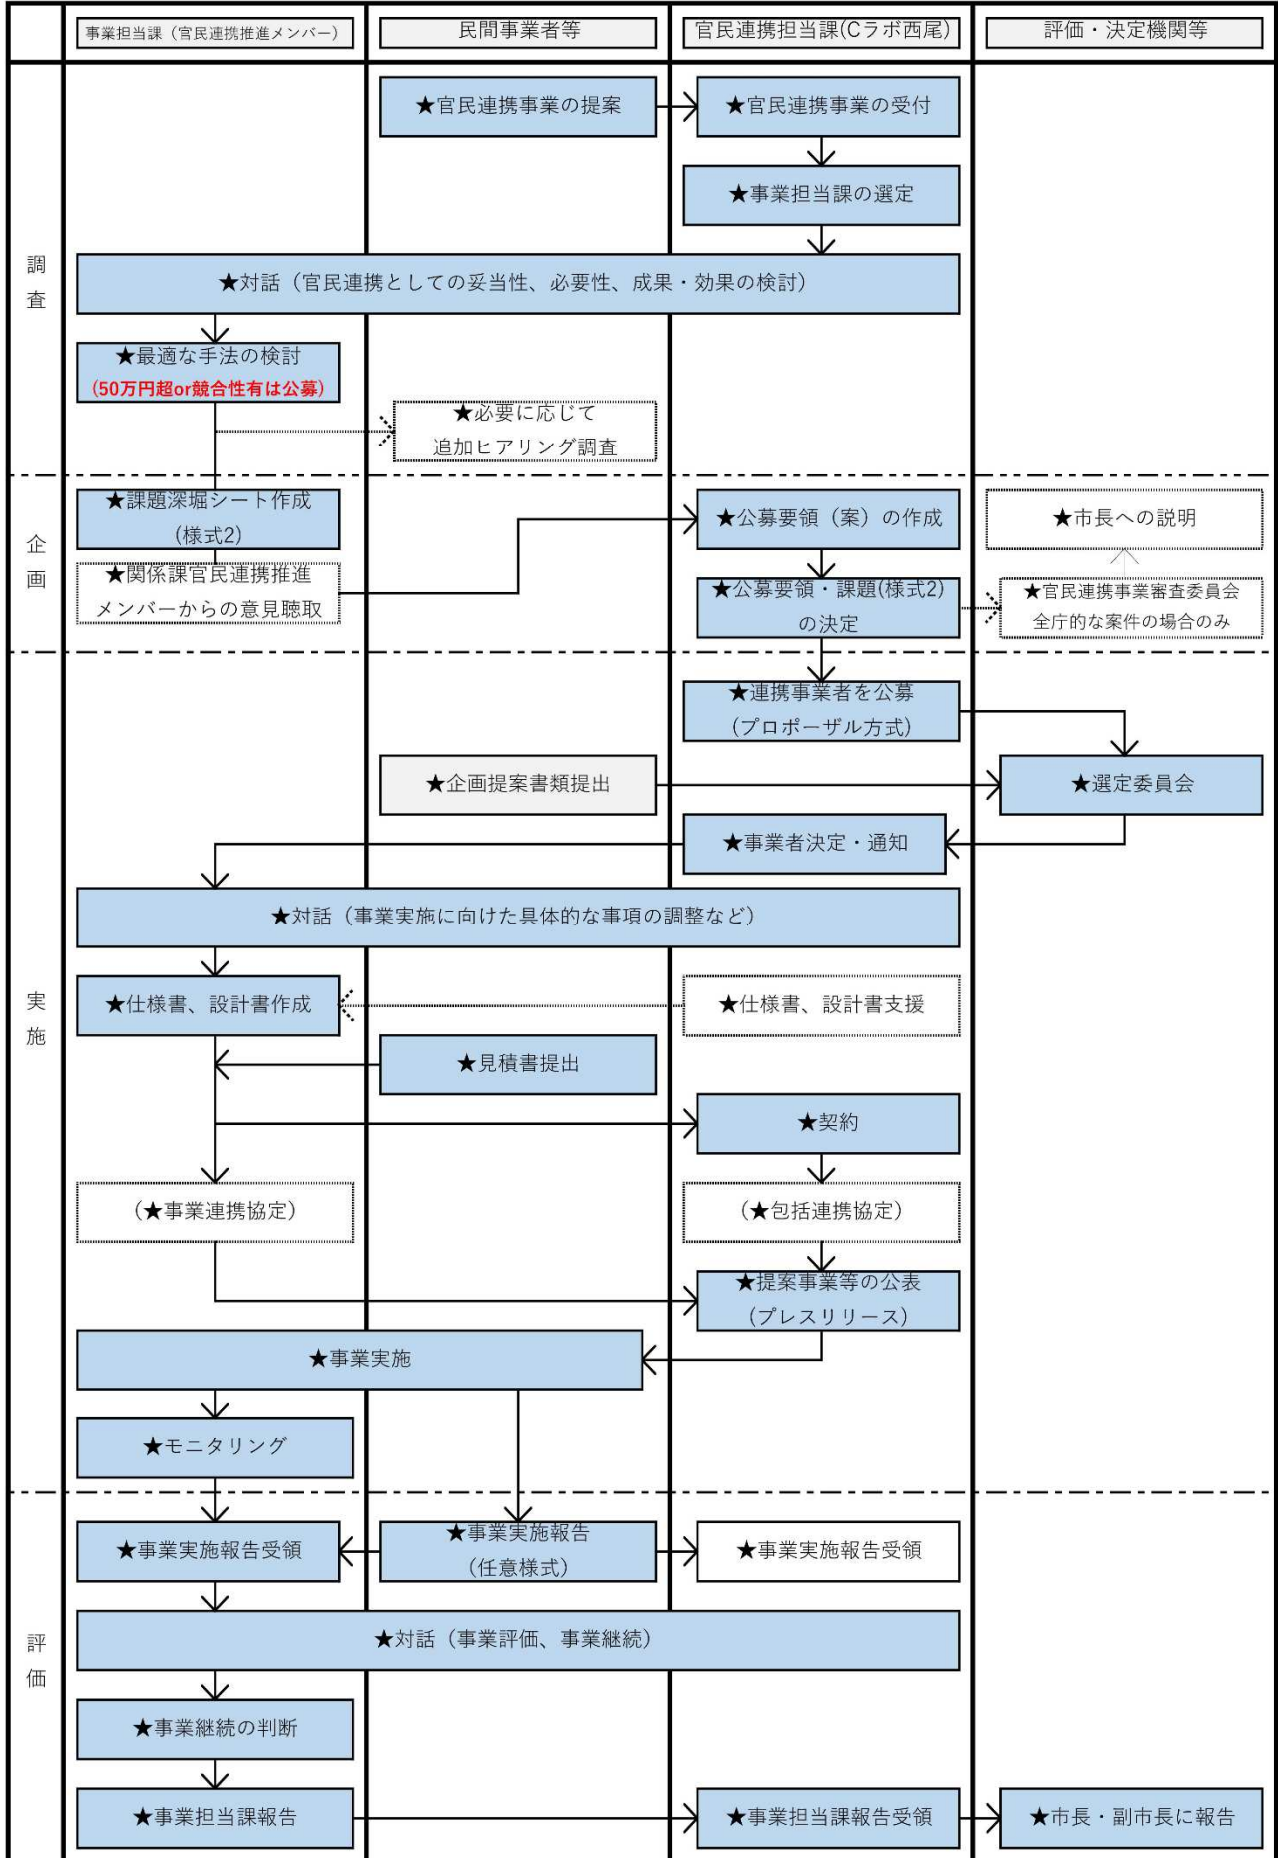 事業担当課（官民連携推進メンバー）
民間事業者等
官民連携担当課(Cラボ西尾)
評価・決定機関等
調査
★官民連携事業の提案
★官民連携事業の受付
★事業担当課の選定
★対話（官民連携としての妥当性、必要性、成果・効果の検討）
★最適な手法の検討
(50万円超or競合性有は公募)
★必要に応じて
追加ヒアリング調査
企画
★課題深堀シート作成
(様式2)
★公募要領（案）の作成
★市長への説明
★関係課官民連携推進
メンバーからの意見聴取
★公募要領・課題(様式2)
の決定
★官民連携事業審査委員会
全庁的な案件の場合のみ
実施
★連携事業者を公募
(プロポーザル方式)
★企画提案書類提出
★選定委員会
★事業者決定・通知
★対話（事業実施に向けた具体的な事項の調整など）
★仕様書、設計書作成
★仕様書、設計書支援
★見積書提出
★契約
(★事業連携協定)
(★包括連携協定)
★提案事業等の公表
(プレスリリース)
★事業実施
★モニタリング
評価
★事業実施報告受領
★事業実施報告
(任意様式)
★事業実施報告受領
★対話（事業評価、事業継続）
★事業継続の判断
★事業担当課報告
★事業担当課報告受領
★市長・副市長に報告